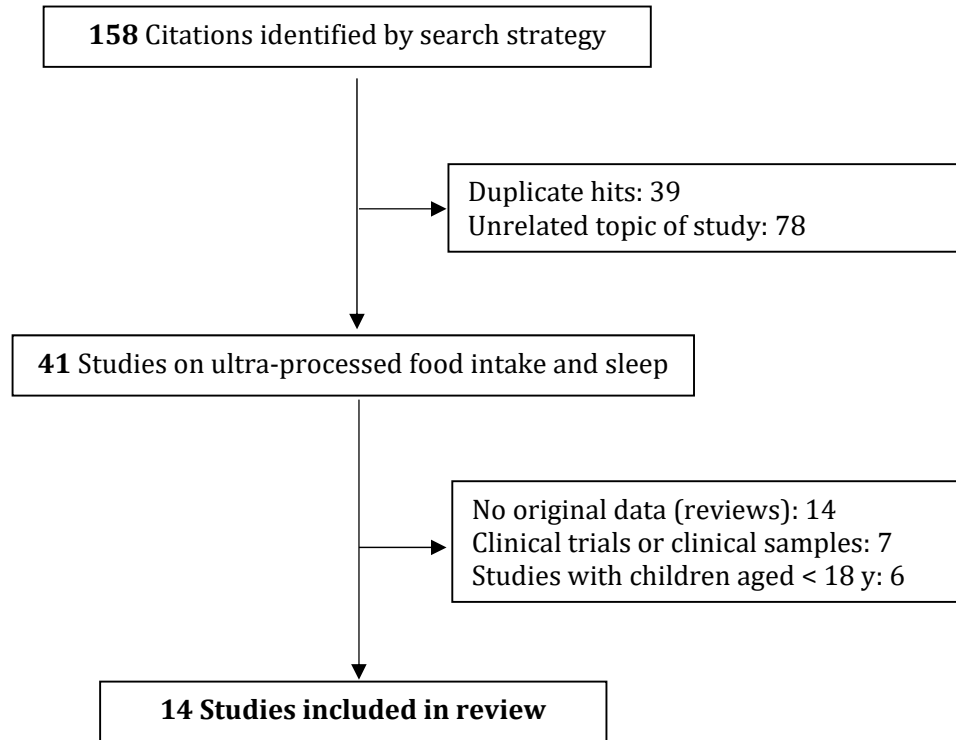 158 Citations identified by search strategy
Duplicate hits: 39
Unrelated topic of study: 78
41 Studies on ultra-processed food intake and sleep
No original data (reviews): 14
Clinical trials or clinical samples: 7
Studies with children aged < 18 y: 6
14 Studies included in review